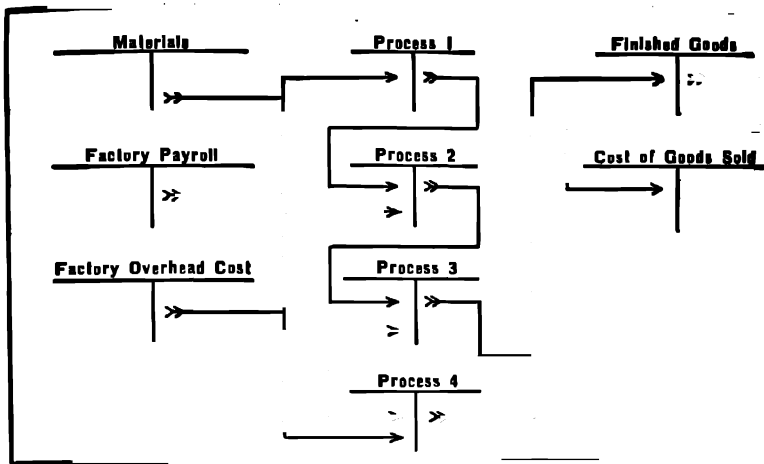 Materials
Process 1
Finished Goods
Factory Payroll
Process 2
Cost of Goods Sold
Factory Overhead Cost
Process 3
Process 4